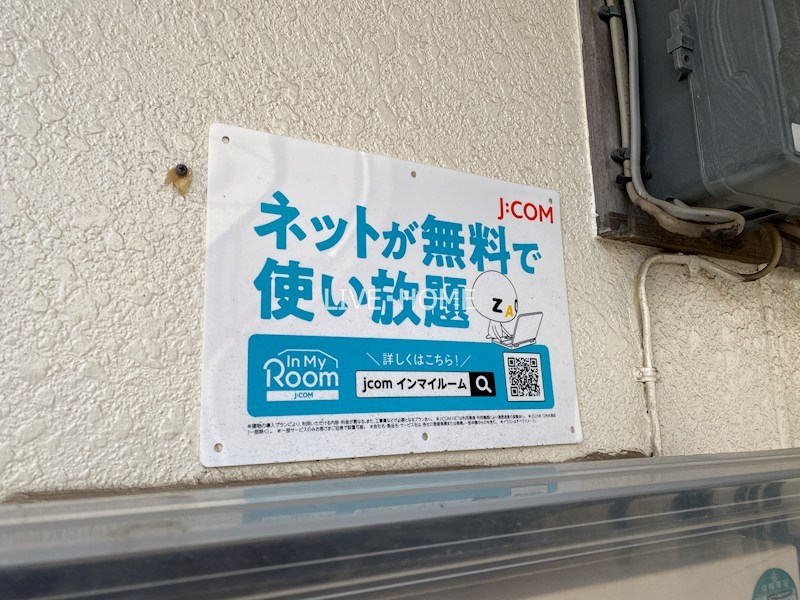 J:COM
ネットが無料で
使い放題
LIVE-HOME
ZA
In My
Room
J:COM
＼詳しくはこちら！／
jcom インマイルーム